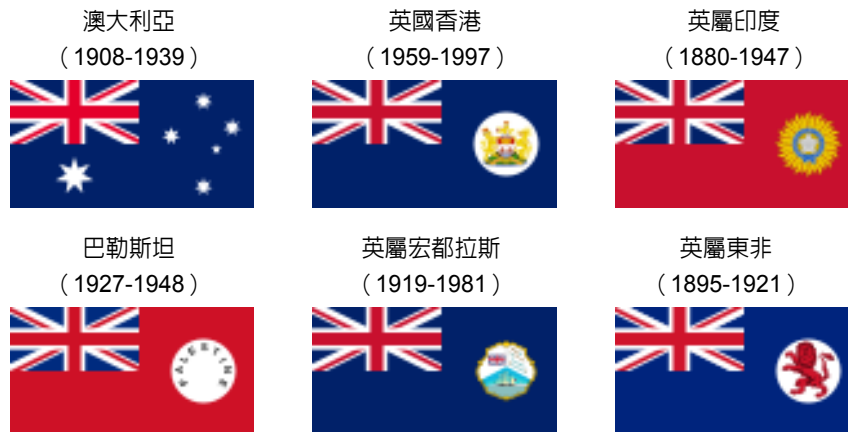 澳大利亞
（1908-1939）
英國香港
（1959-1997）
英屬印度
（1880-1947）
巴勒斯坦
（1927-1948）
PALESTINE
英屬宏都拉斯
（1919-1981）
英屬東非
（1895-1921）